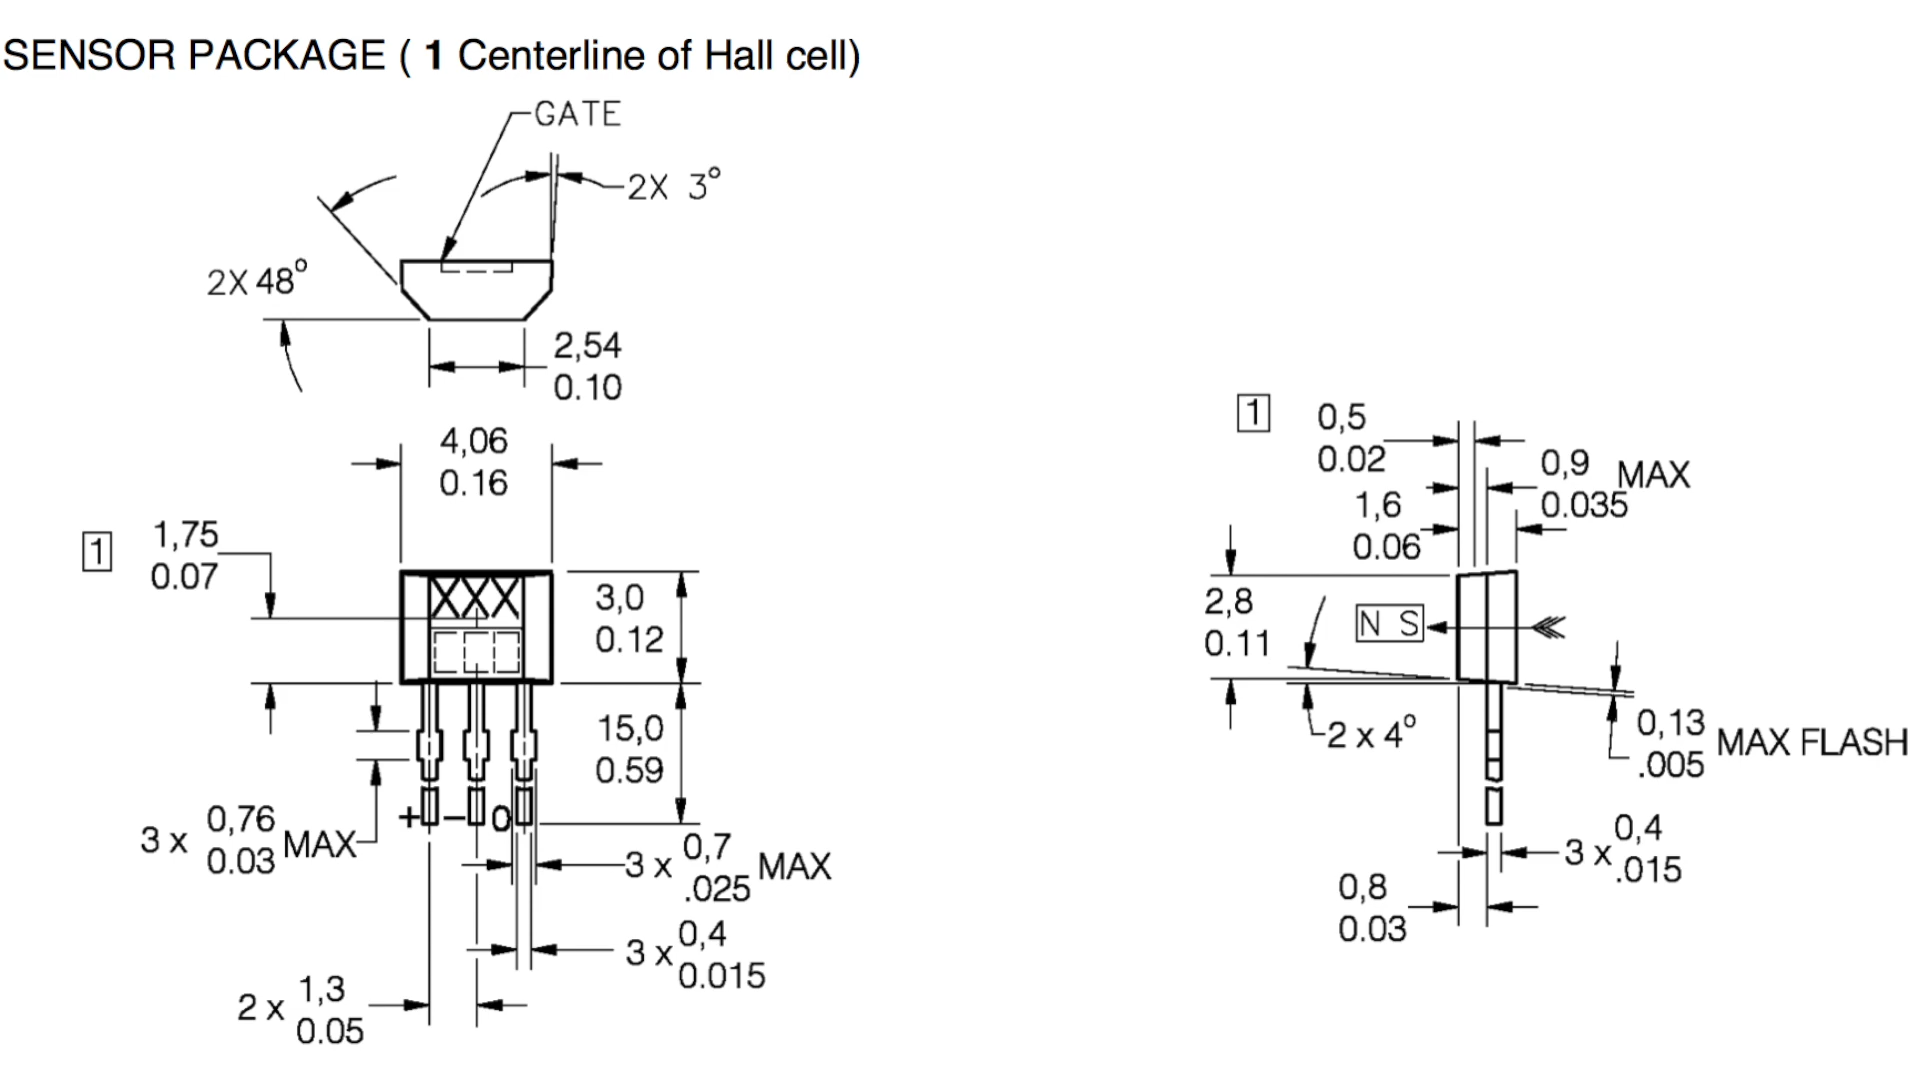 SENSOR PACKAGE ( 1 Centerline of Hall cell)
GATE
2X 3°
2X 48°
2,54
0.10
4,06
0.16
1
1,75
0.07
XXX
3,0
0.12
15,0
0.59
+ − 0
3 x 0,76 MAX
0.03
3 x 0,7 MAX
.025
3 x 0,4
0.015
2 x 1,3
0.05
1
0,5
0.02
0,9 MAX
0.035
1,6
0.06
2,8
0.11
N S
2 x 4°
0,13 MAX FLASH
.005
3 x 0,4
.015
0,8
0.03